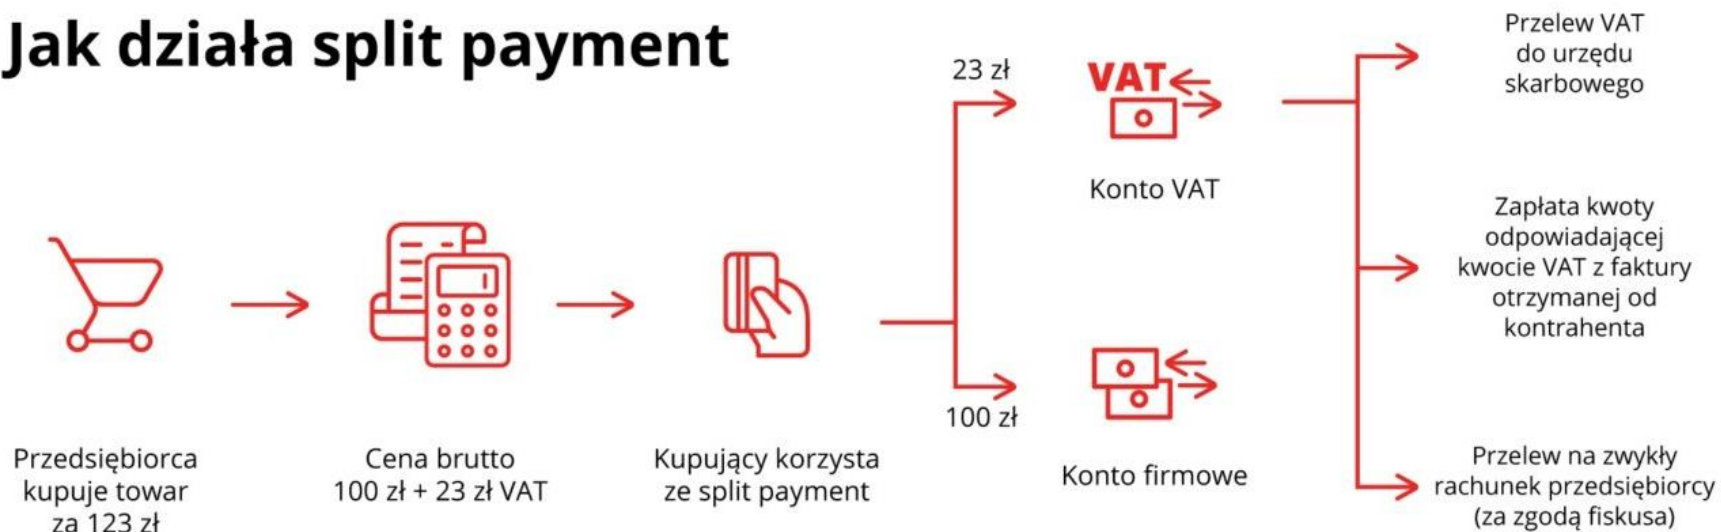 Jak działa split payment
Przedsiębiorca
kupuje towar
za 123 zł
Cena brutto
100 zł + 23 zł VAT
Kupujący korzysta
ze split payment
23 zł
VAT
Konto VAT
100 zł
Konto firmowe
Przelew VAT
do urzędu
skarbowego
Zapłata kwoty
odpowiadającej
kwocie VAT z faktury
otrzymanej od
kontrahenta
Przelew na zwykły
rachunek przedsiębiorcy
(za zgodą fiskusa)